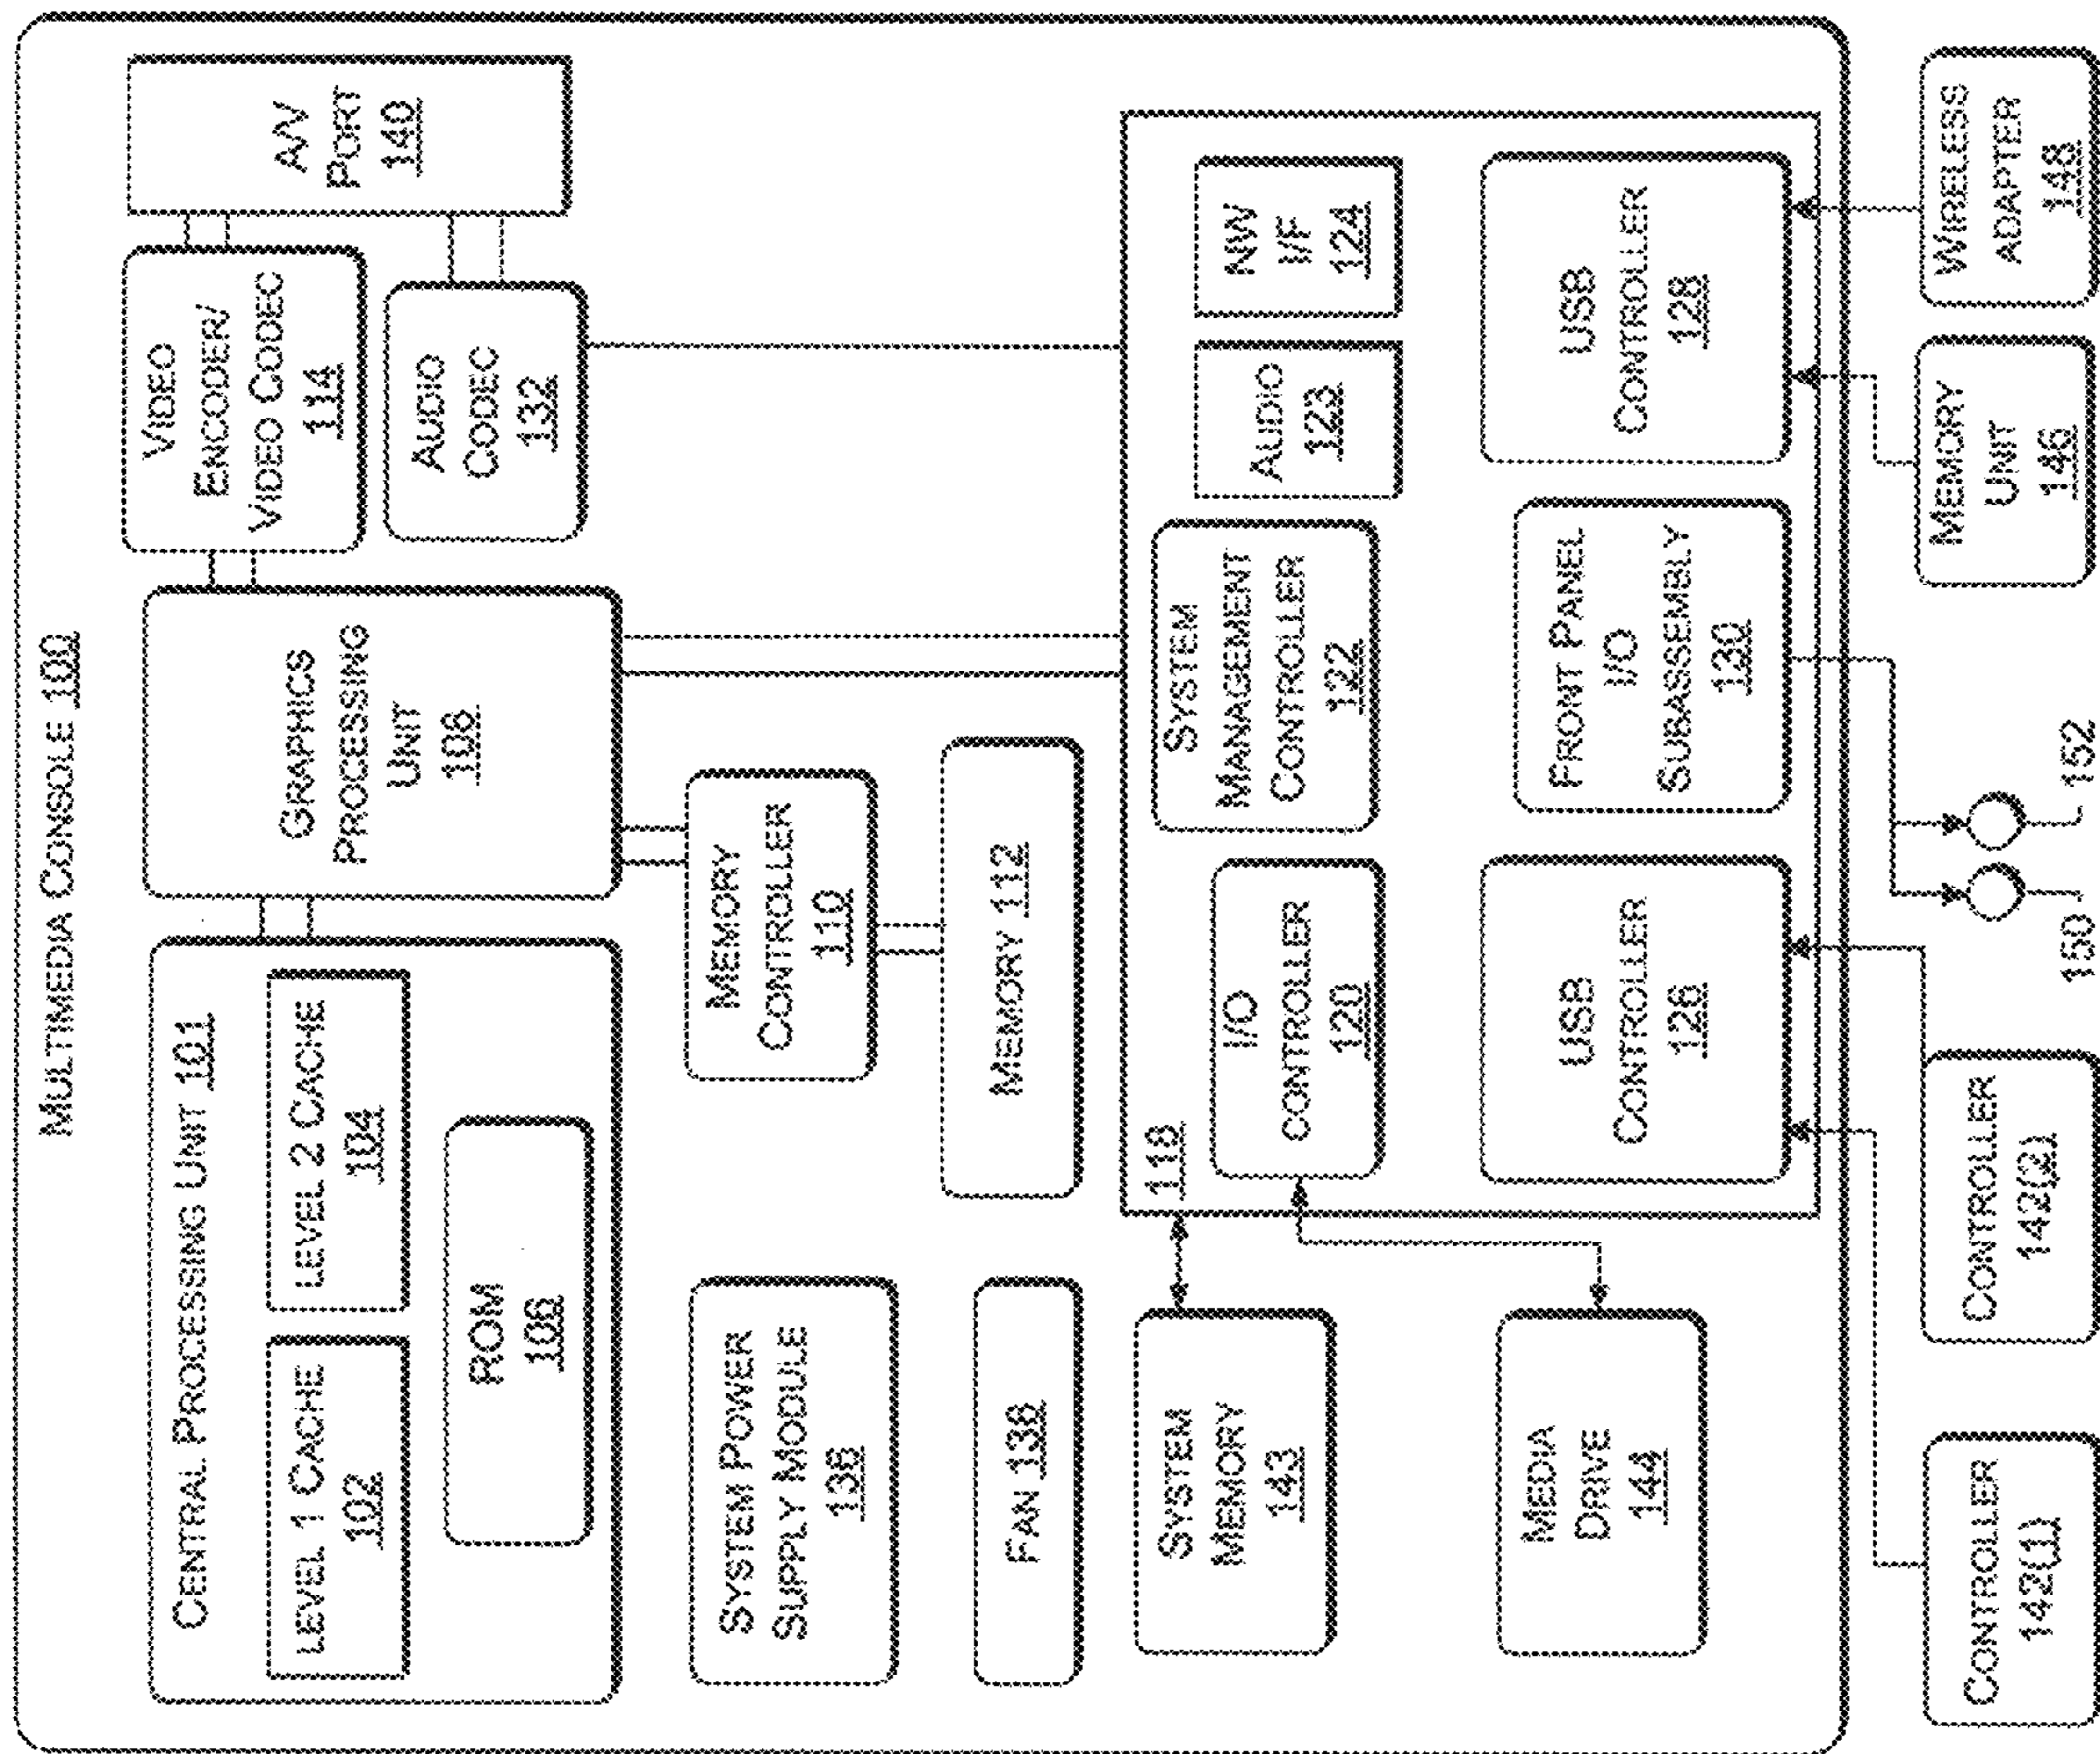 MULTIMEDIA CONSOLE 100
CENTRAL PROCESSING UNIT 101
LEVEL 1 CACHE
102
LEVEL 2 CACHE
104
ROM
106
GRAPHICS
PROCESSING
UNIT
108
VIDEO
ENCODER/
VIDEO CODEC
114
AUDIO
CODEC
132
A/V
PORT
140
SYSTEM POWER
SUPPLY MODULE
136
FAN 138
MEMORY
CONTROLLER
110
MEMORY 112
SYSTEM
MEMORY
143
MEDIA
DRIVE
144
118
I/O
CONTROLLER
120
SYSTEM
MANAGEMENT
CONTROLLER
122
AUDIO
123
NW
I/F
124
USB
CONTROLLER
126
FRONT PANEL
I/O
SUBASSEMBLY
130
USB
CONTROLLER
128
CONTROLLER
142(1)
CONTROLLER
142(2)
150
152
MEMORY
UNIT
146
WIRELESS
ADAPTER
148